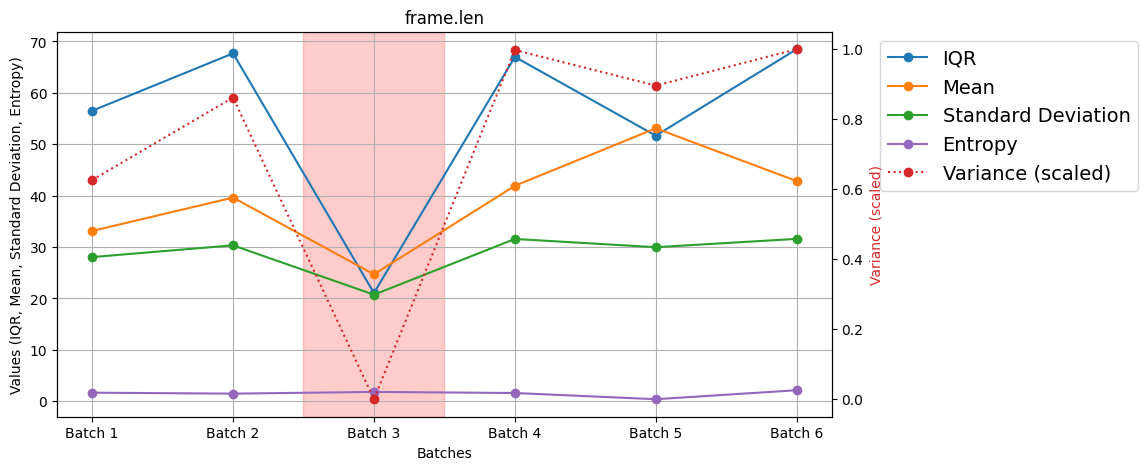 frame.len
Values (IQR, Mean, Standard Deviation, Entropy)
70
60
50
40
30
20
10
0
Batch 1
Batch 2
Batch 3
Batch 4
Batch 5
Batch 6
Batches
1.0
0.8
0.6
0.4
0.2
0.0
Variance (scaled)
IQR
Mean
Standard Deviation
Entropy
Variance (scaled)